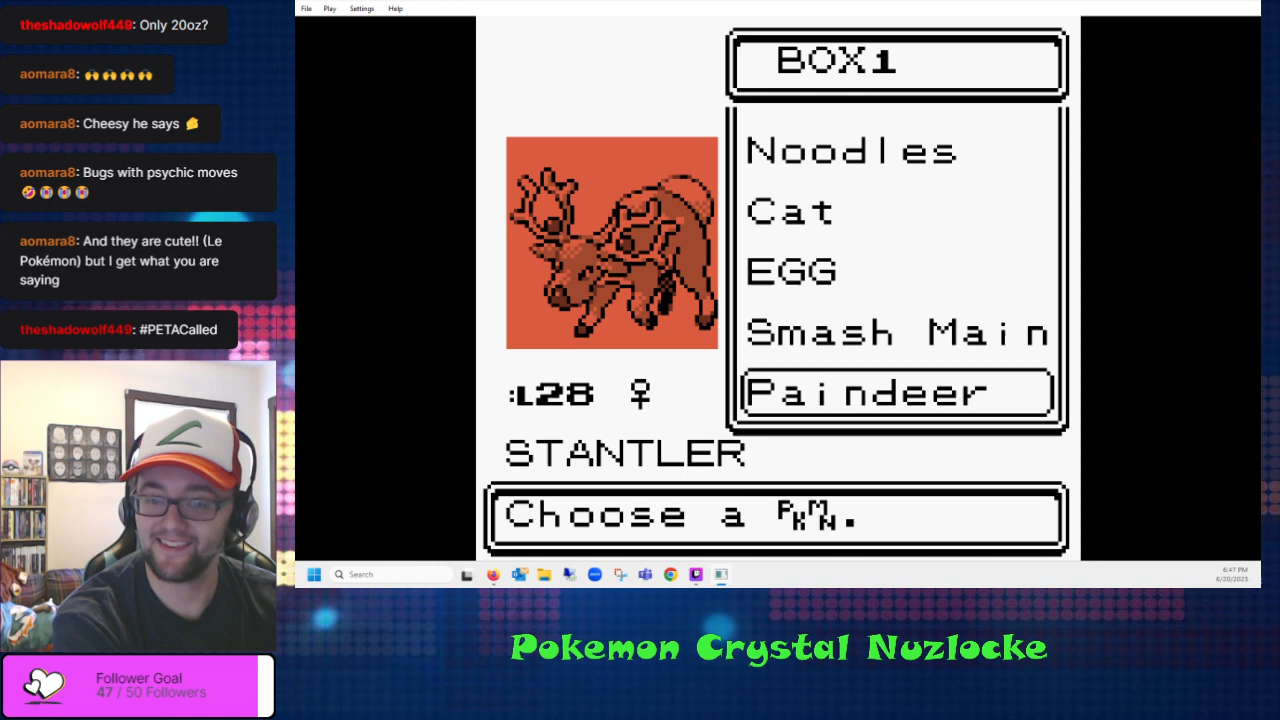 theshadowolf449: Only 20oz?
aomara8: 🙌🙌🙌🙌
aomara8: Cheesy he says 🧀
aomara8: Bugs with psychic moves
🤣😭😭😭
aomara8: And they are cute!! (Le
Pokémon) but I get what you are
saying
theshadowolf449: #PETACalled
Follower Goal
47 / 50 Followers
File Play Settings Help
BOX1
Noodles
Cat
EGG
Smash Main
Paindeer
:L28 ♀
STANTLER
Choose a PKMN.
Search
6:47 PM
6/20/2023
Pokemon Crystal Nuzlocke